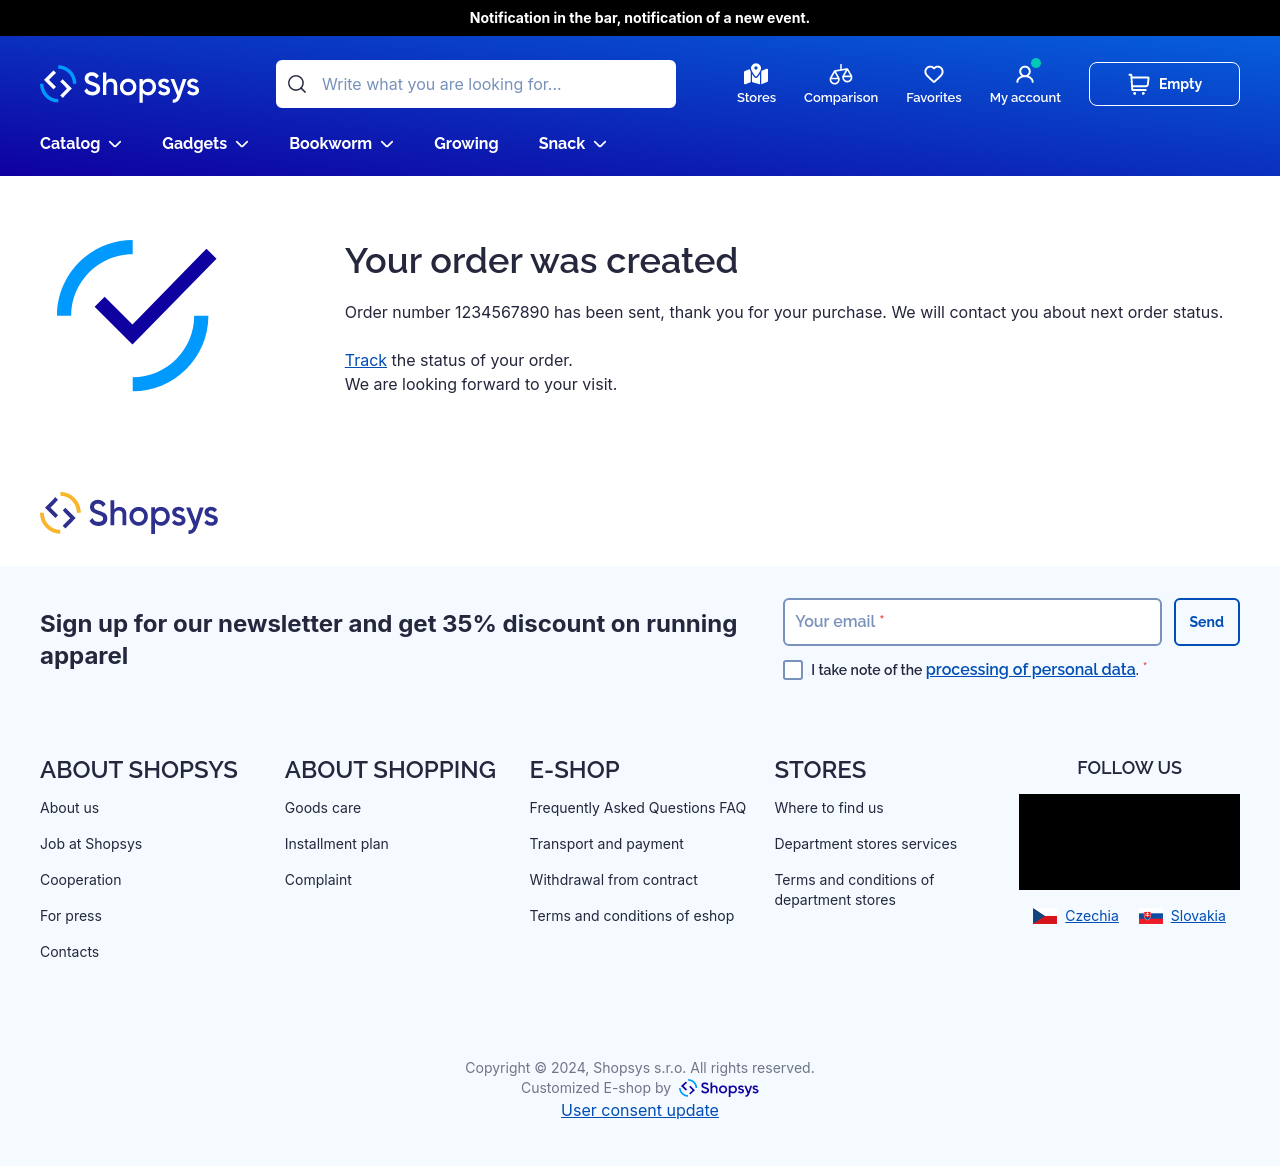 Notification in the bar, notification of a new event.
Shopsys
Write what you are looking for...
Stores
Comparison
Favorites
My account
Empty
Catalog
Gadgets
Bookworm
Growing
Snack
Your order was created
Order number 1234567890 has been sent, thank you for your purchase. We will contact you about next order status.
Track the status of your order.
We are looking forward to your visit.
Shopsys
Sign up for our newsletter and get 35% discount on running
apparel
Your email *
Send
I take note of the processing of personal data. *
ABOUT SHOPSYS
About us
Job at Shopsys
Cooperation
For press
Contacts
ABOUT SHOPPING
Goods care
Installment plan
Complaint
E-SHOP
Frequently Asked Questions FAQ
Transport and payment
Withdrawal from contract
Terms and conditions of eshop
STORES
Where to find us
Department stores services
Terms and conditions of
department stores
FOLLOW US
Czechia
Slovakia
Copyright © 2024, Shopsys s.r.o. All rights reserved.
Customized E-shop by Shopsys
User consent update